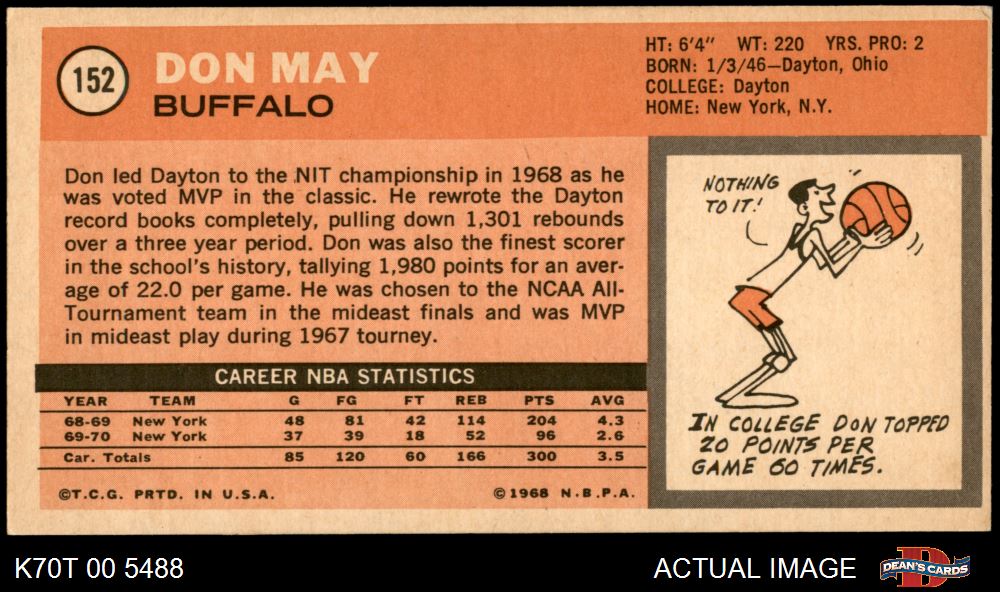 152
DON MAY
BUFFALO
HT: 6'4" WT: 220 YRS. PRO: 2
BORN: 1/3/46—Dayton, Ohio
COLLEGE: Dayton
HOME: New York, N.Y.
Don led Dayton to the NIT championship in 1968 as he
was voted MVP in the classic. He rewrote the Dayton
record books completely, pulling down 1,301 rebounds
over a three year period. Don was also the finest scorer
in the school's history, tallying 1,980 points for an aver-
age of 22.0 per game. He was chosen to the NCAA All-
Tournament team in the mideast finals and was MVP
in mideast play during 1967 tourney.
CAREER NBA STATISTICS
YEAR TEAM G FG FT REB PTS AVG
68-69 New York 48 81 42 114 204 4.3
69-70 New York 37 39 18 52 96 2.6
Car. Totals 85 120 60 166 300 3.5
©T.C.G. PRTD. IN U.S.A. ©1968 N.B.P.A.
NOTHING
TO IT!
IN COLLEGE DON TOPPED
20 POINTS PER
GAME 60 TIMES.
K70T 00 5488
ACTUAL IMAGE
D
DEAN'S CARDS